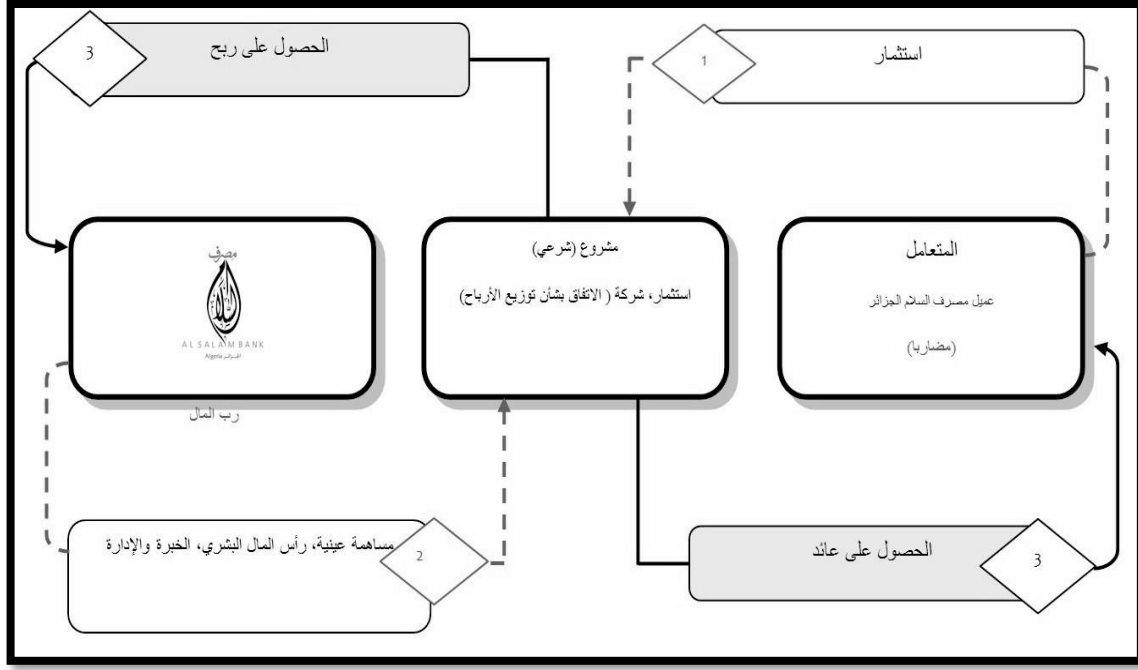 استثمار
1
الحصول على ربح
3
المتعامل
عميل مصرف السلام الجزائر
(مضاربا)
مشروع (شرعي)
استثمار، شركة ( الاتفاق بشأن توزيع الأرباح)
مصرف
السلام
AL SALAM BANK
Algeria الجزائر
رب المال
الحصول على عائد
3
مساهمة عينية، رأس المال البشري، الخبرة والإدارة
2